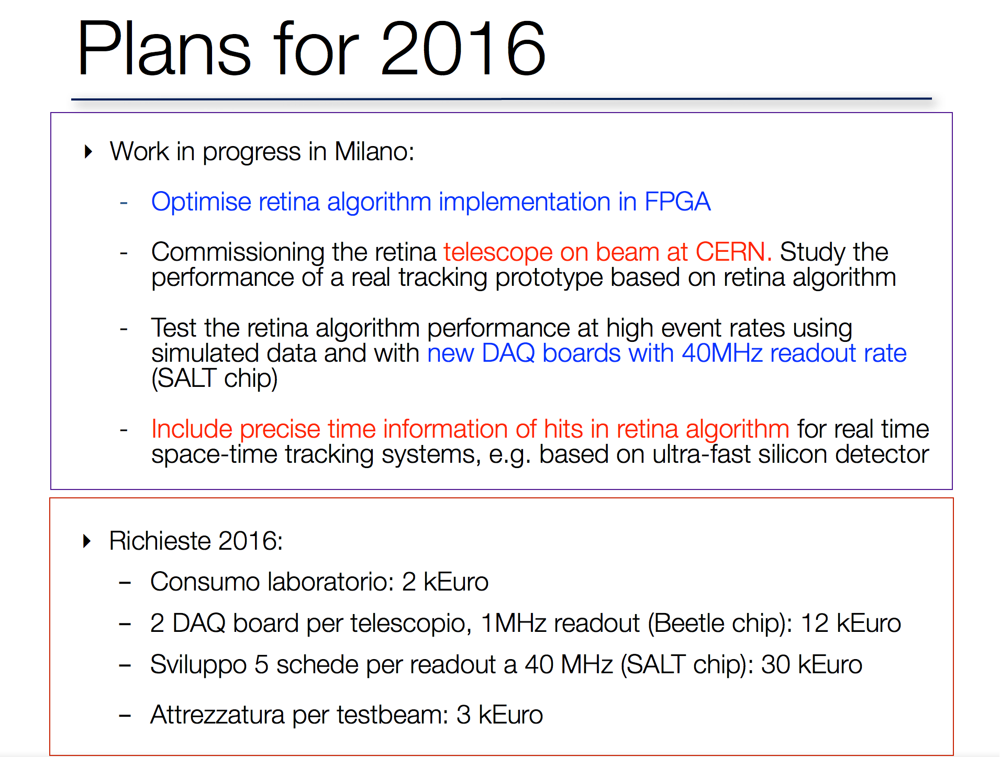 Plans for 2016
‣ Work in progress in Milano:
- Optimise retina algorithm implementation in FPGA
- Commissioning the retina telescope on beam at CERN. Study the
performance of a real tracking prototype based on retina algorithm
- Test the retina algorithm performance at high event rates using
simulated data and with new DAQ boards with 40MHz readout rate
(SALT chip)
- Include precise time information of hits in retina algorithm for real time
space-time tracking systems, e.g. based on ultra-fast silicon detector
‣ Richieste 2016:
– Consumo laboratorio: 2 kEuro
– 2 DAQ board per telescopio, 1MHz readout (Beetle chip): 12 kEuro
– Sviluppo 5 schede per readout a 40 MHz (SALT chip): 30 kEuro
– Attrezzatura per testbeam: 3 kEuro